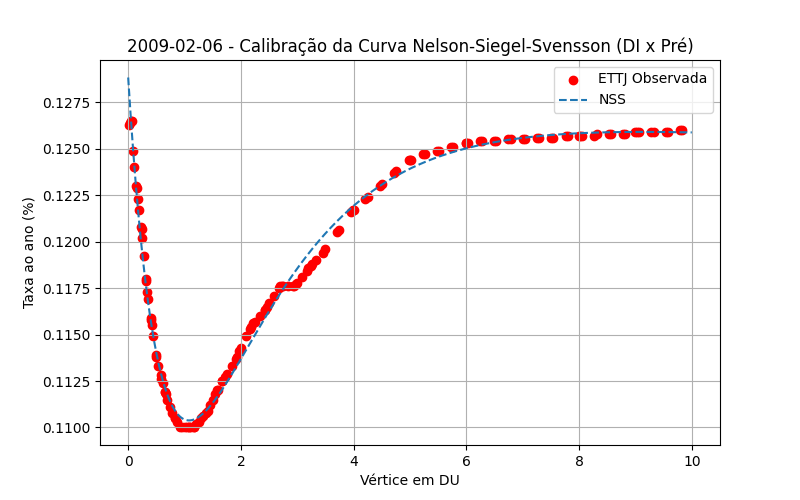 2009-02-06 - Calibração da Curva Nelson-Siegel-Svensson (DI x Pré)
ETTJ Observada
NSS
Taxa ao ano (%)
0.1275
0.1250
0.1225
0.1200
0.1175
0.1150
0.1125
0.1100
0 2 4 6 8 10
Vértice em DU